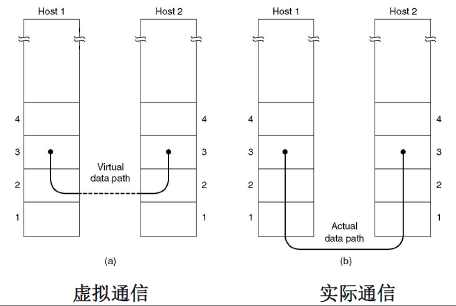 Host 1
Host 2
Host 1
Host 2
4
4
4
4
3
3
3
3
Virtual
data path
2
2
2
2
1
1
1
1
Actual
data path
(a)
(b)
虚拟通信
实际通信